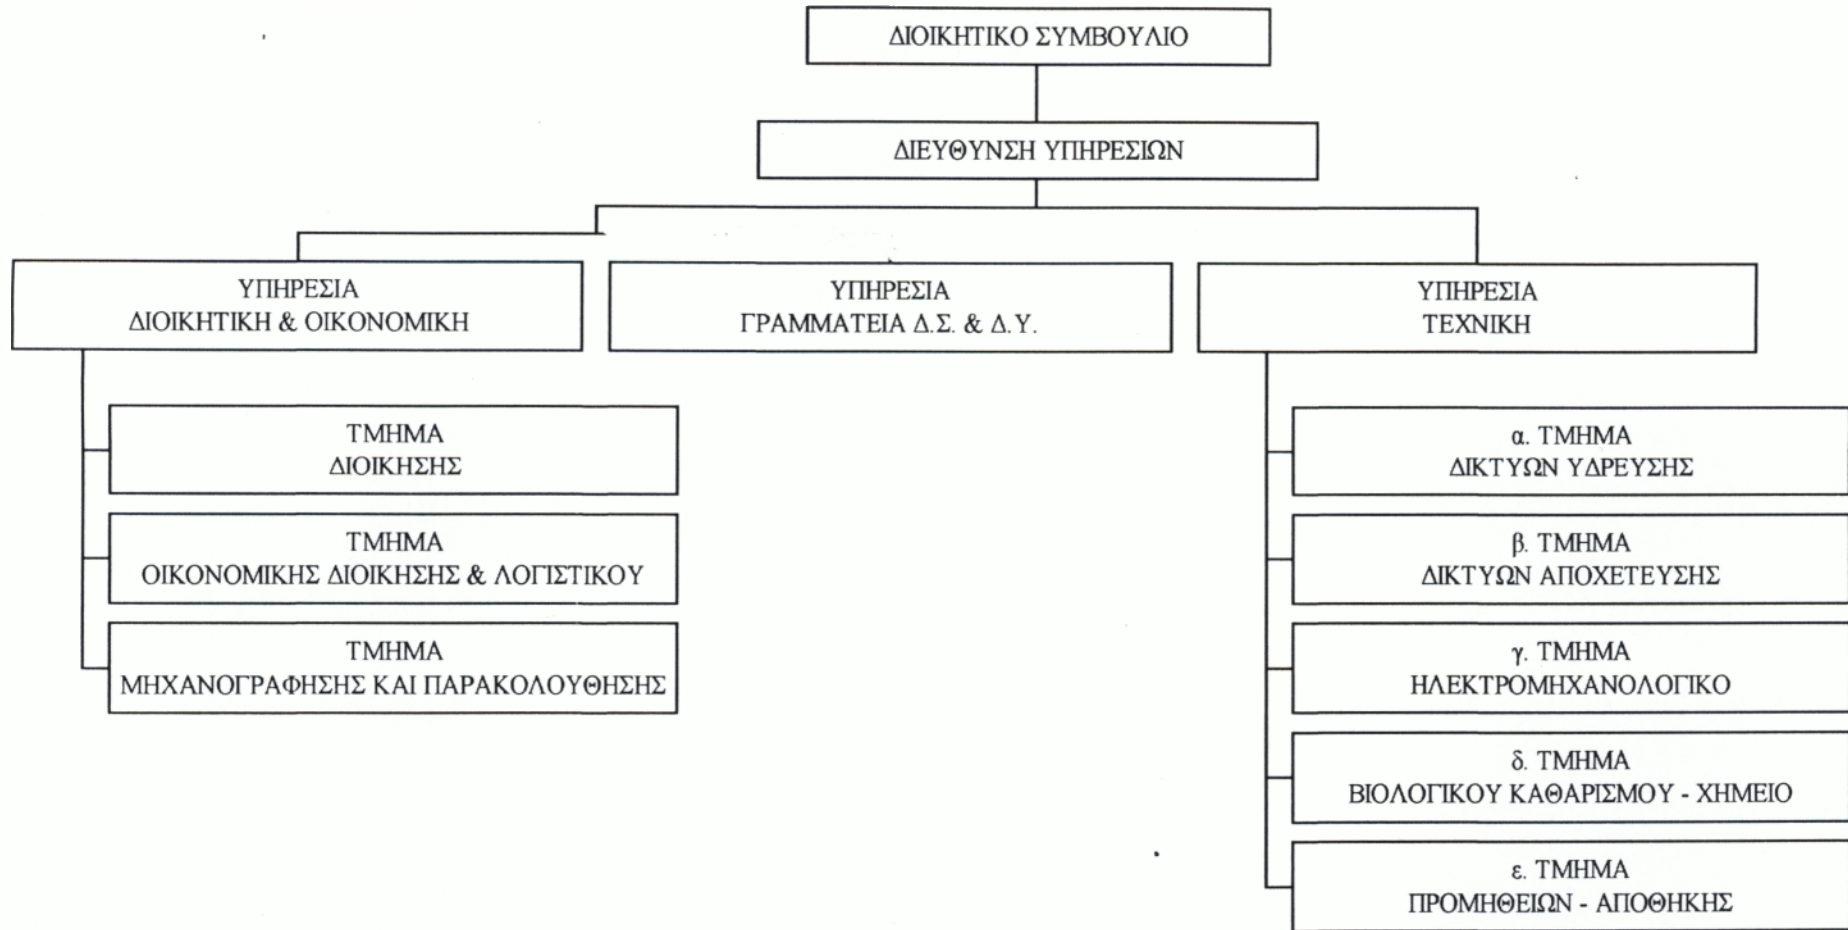 ΔΙΟΙΚΗΤΙΚΟ ΣΥΜΒΟΥΛΙΟ
ΔΙΕΥΘΥΝΣΗ ΥΠΗΡΕΣΙΩΝ
ΥΠΗΡΕΣΙΑ
ΔΙΟΙΚΗΤΙΚΗ & ΟΙΚΟΝΟΜΙΚΗ
ΥΠΗΡΕΣΙΑ
ΓΡΑΜΜΑΤΕΙΑ Δ.Σ. & Δ.Υ.
ΥΠΗΡΕΣΙΑ
ΤΕΧΝΙΚΗ
ΤΜΗΜΑ
ΔΙΟΙΚΗΣΗΣ
ΤΜΗΜΑ
ΟΙΚΟΝΟΜΙΚΗΣ ΔΙΟΙΚΗΣΗΣ & ΛΟΓΙΣΤΙΚΟΥ
ΤΜΗΜΑ
ΜΗΧΑΝΟΓΡΑΦΗΣΗΣ ΚΑΙ ΠΑΡΑΚΟΛΟΥΘΗΣΗΣ
α. ΤΜΗΜΑ
ΔΙΚΤΥΩΝ ΥΔΡΕΥΣΗΣ
β. ΤΜΗΜΑ
ΔΙΚΤΥΩΝ ΑΠΟΧΕΤΕΥΣΗΣ
γ. ΤΜΗΜΑ
ΗΛΕΚΤΡΟΜΗΧΑΝΟΛΟΓΙΚΟ
δ. ΤΜΗΜΑ
ΒΙΟΛΟΓΙΚΟΥ ΚΑΘΑΡΙΣΜΟΥ - ΧΗΜΕΙΟ
ε. ΤΜΗΜΑ
ΠΡΟΜΗΘΕΙΩΝ - ΑΠΟΘΗΚΗΣ